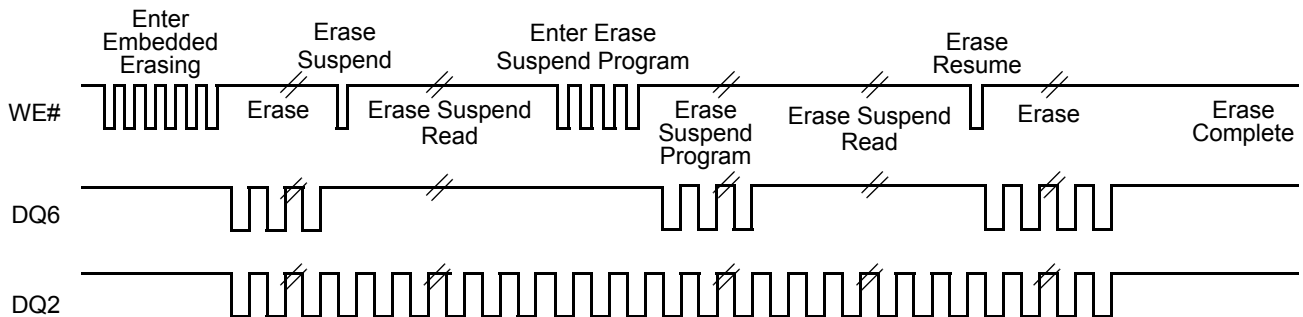 Enter
Embedded
Erasing
Erase
Suspend
Enter Erase
Suspend Program
Erase
Resume
WE#
Erase
Erase Suspend
Read
Erase
Suspend
Program
Erase Suspend
Read
Erase
Erase
Complete
DQ6
DQ2